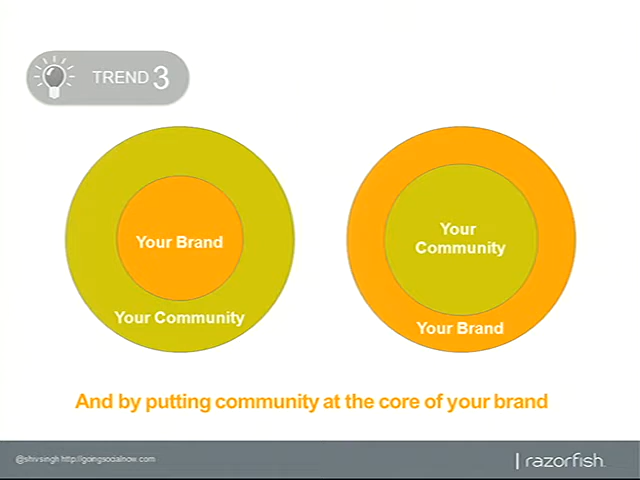 TREND 3
Your Brand
Your Community
Your
Community
Your Brand
And by putting community at the core of your brand
@shivsingh http://goingsocialnow.com
razorfish.